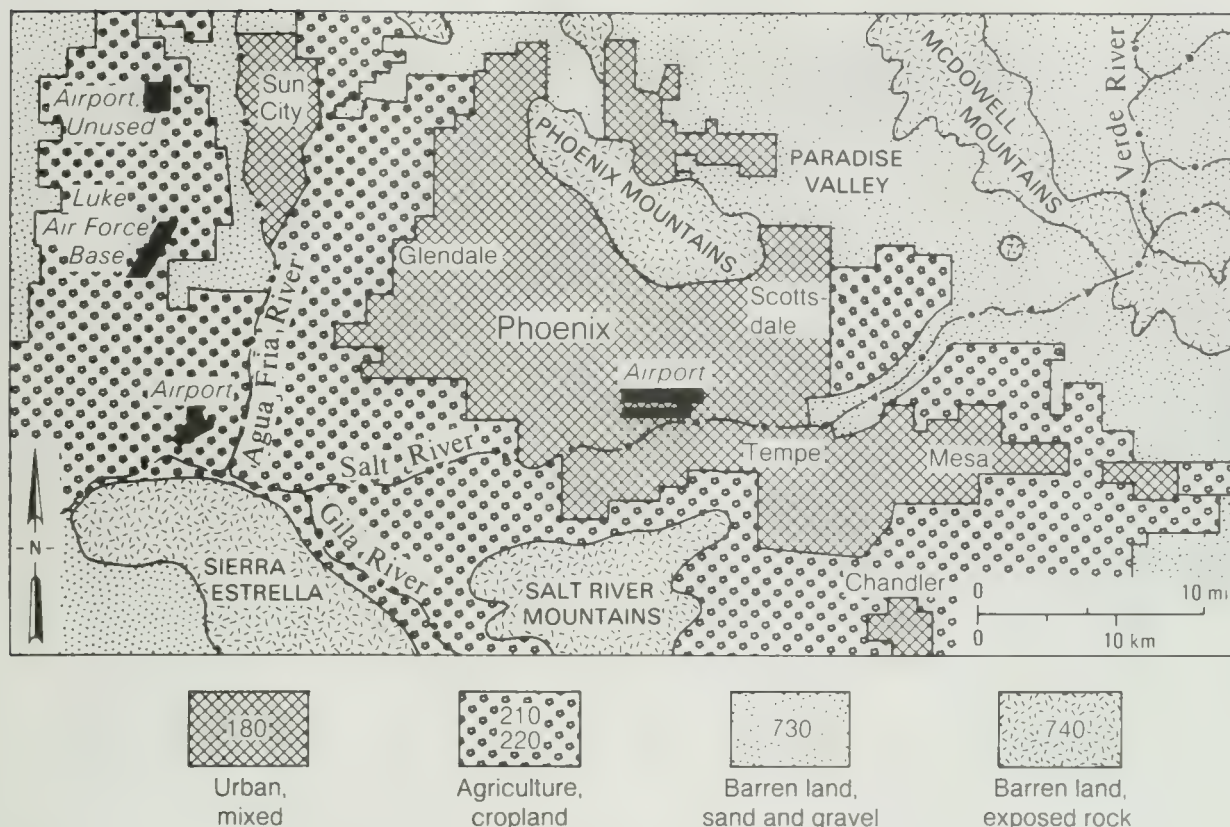 Airport,
Unused
Sun
City
Luke
Air Force
Base
Glendale
Agua Fria River
Airport
Phoenix
PHOENIX MOUNTAINS
PARADISE
VALLEY
MCDOWELL
MOUNTAINS
Verde River
Scotts-
dale
Airport
Salt River
Tempe
Mesa
Gila River
N
SIERRA
ESTRELLA
SALT RIVER
MOUNTAINS
Chandler
0 10 mi
0 10 km
180
Urban,
mixed
210
220
Agriculture,
cropland
730
Barren land,
sand and gravel
740
Barren land,
exposed rock